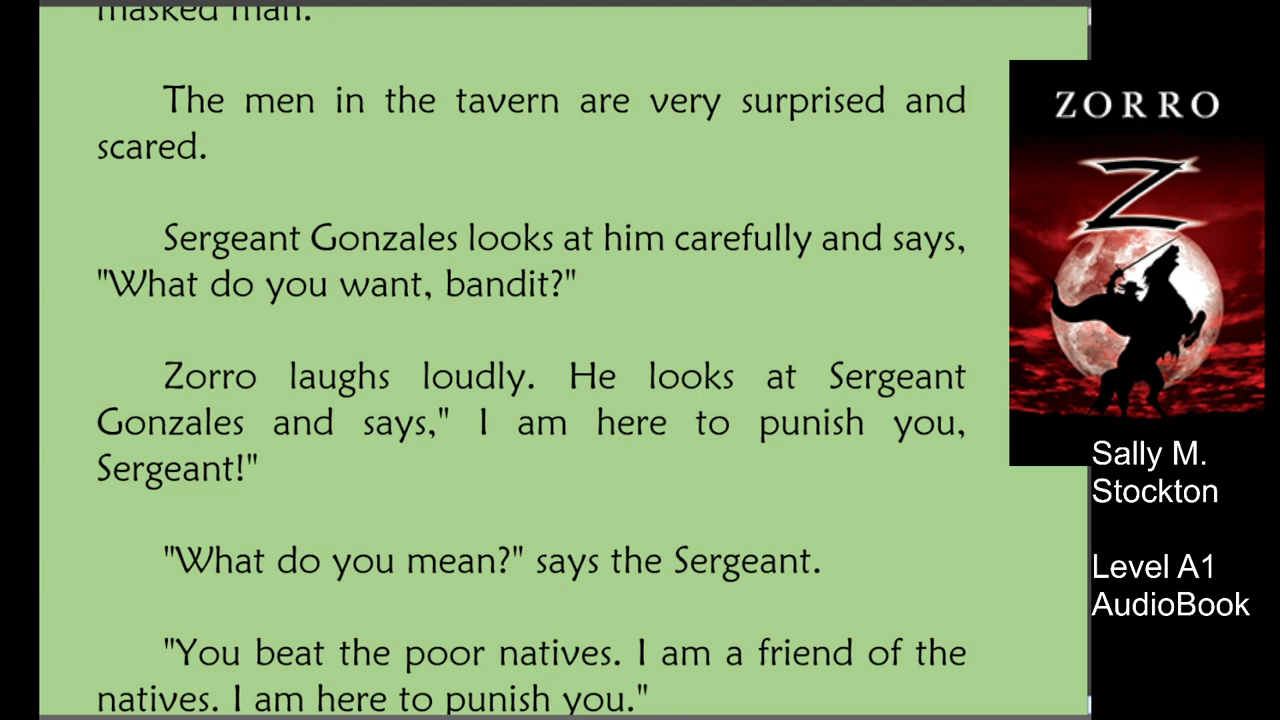 masked man.
The men in the tavern are very surprised and
scared.
Sergeant Gonzales looks at him carefully and says,
"What do you want, bandit?"
Zorro laughs loudly. He looks at Sergeant
Gonzales and says," I am here to punish you,
Sergeant!"
"What do you mean?" says the Sergeant.
"You beat the poor natives. I am a friend of the
natives. I am here to punish you."
ZORRO
Z
Sally M.
Stockton
Level A1
AudioBook